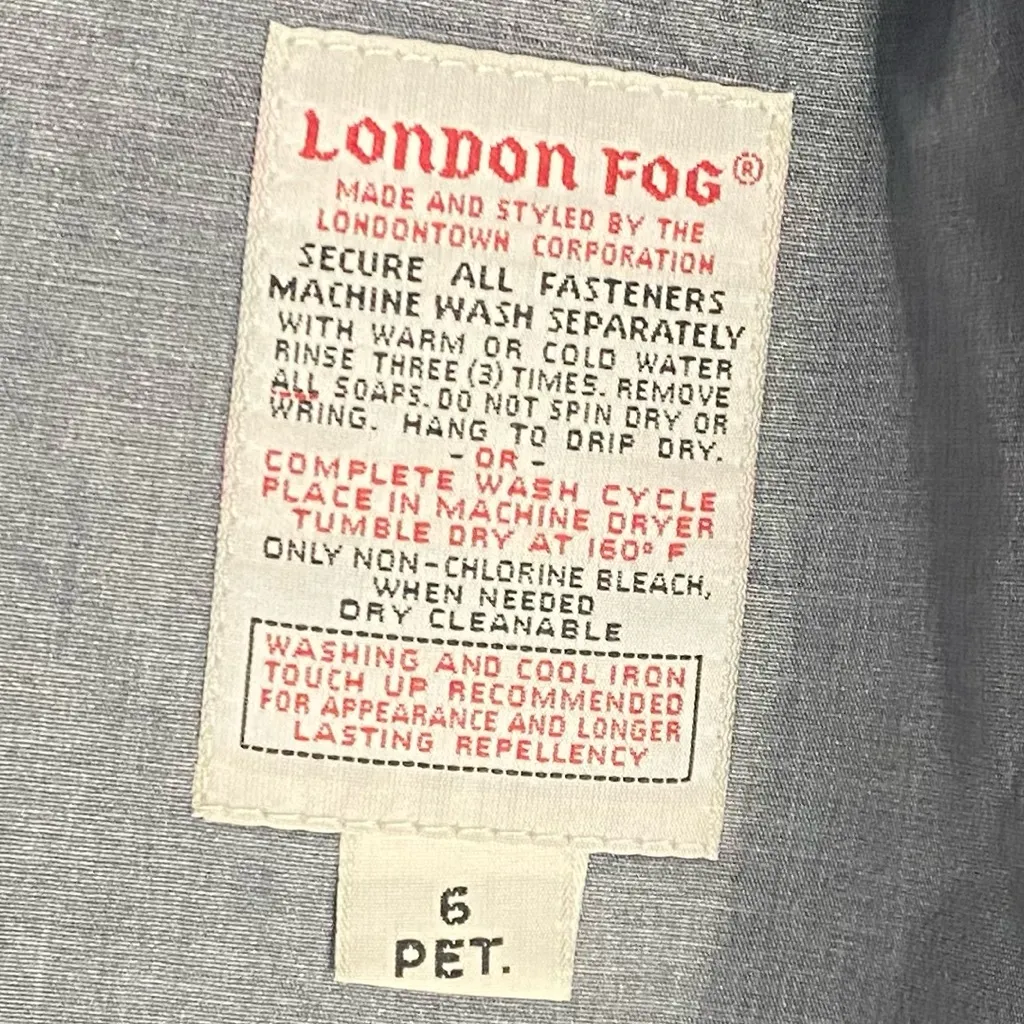 LONDON FOG®
MADE AND STYLED BY THE
LONDONTOWN CORPORATION
SECURE ALL FASTENERS
MACHINE WASH SEPARATELY
WITH WARM OR COLD WATER
RINSE THREE (3) TIMES. REMOVE
ALL SOAPS. DO NOT SPIN DRY OR
WRING. HANG TO DRIP DRY.
- OR -
COMPLETE WASH CYCLE
PLACE IN MACHINE DRYER
TUMBLE DRY AT 160° F
ONLY NON-CHLORINE BLEACH,
WHEN NEEDED
DRY CLEANABLE
WASHING AND COOL IRON
TOUCH UP RECOMMENDED
FOR APPEARANCE AND LONGER
LASTING REPELLENCY
6
PET.